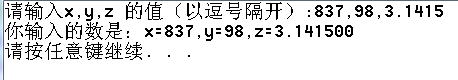 请输入x,y,z 的值（以逗号隔开）:837,98,3.1415
你输入的数是：x=837,y=98,z=3.141500
请按任意键继续. . .